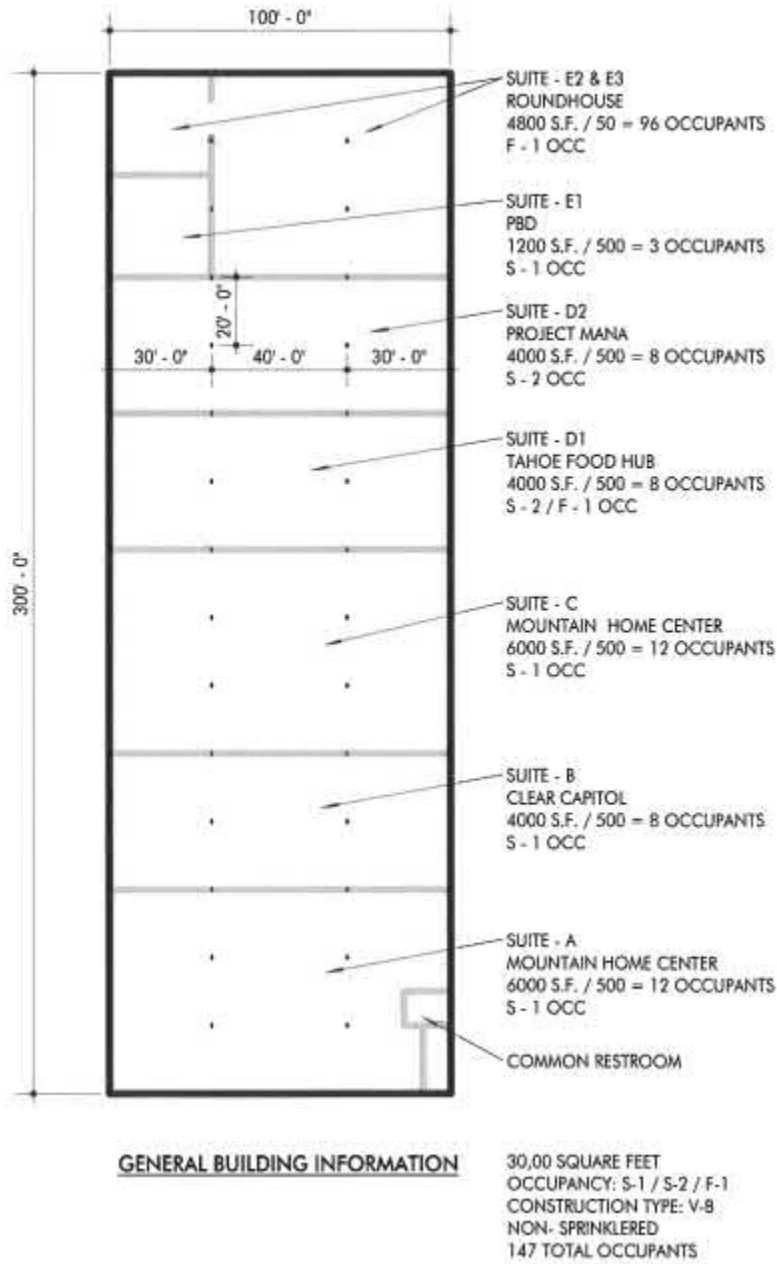 100' - 0"
SUITE - E2 & E3
ROUNDHOUSE
4800 S.F. / 50 = 96 OCCUPANTS
F - 1 OCC
SUITE - E1
PBD
1200 S.F. / 500 = 3 OCCUPANTS
S - 1 OCC
20' - 0"
30' - 0"
40' - 0"
30' - 0"
SUITE - D2
PROJECT MANA
4000 S.F. / 500 = 8 OCCUPANTS
S - 2 OCC
SUITE - D1
TAHOE FOOD HUB
4000 S.F. / 500 = 8 OCCUPANTS
S - 2 / F - 1 OCC
300' - 0"
SUITE - C
MOUNTAIN HOME CENTER
6000 S.F. / 500 = 12 OCCUPANTS
S - 1 OCC
SUITE - B
CLEAR CAPITOL
4000 S.F. / 500 = 8 OCCUPANTS
S - 1 OCC
SUITE - A
MOUNTAIN HOME CENTER
6000 S.F. / 500 = 12 OCCUPANTS
S - 1 OCC
COMMON RESTROOM
GENERAL BUILDING INFORMATION
30,00 SQUARE FEET
OCCUPANCY: S-1 / S-2 / F-1
CONSTRUCTION TYPE: V-B
NON- SPRINKLERED
147 TOTAL OCCUPANTS